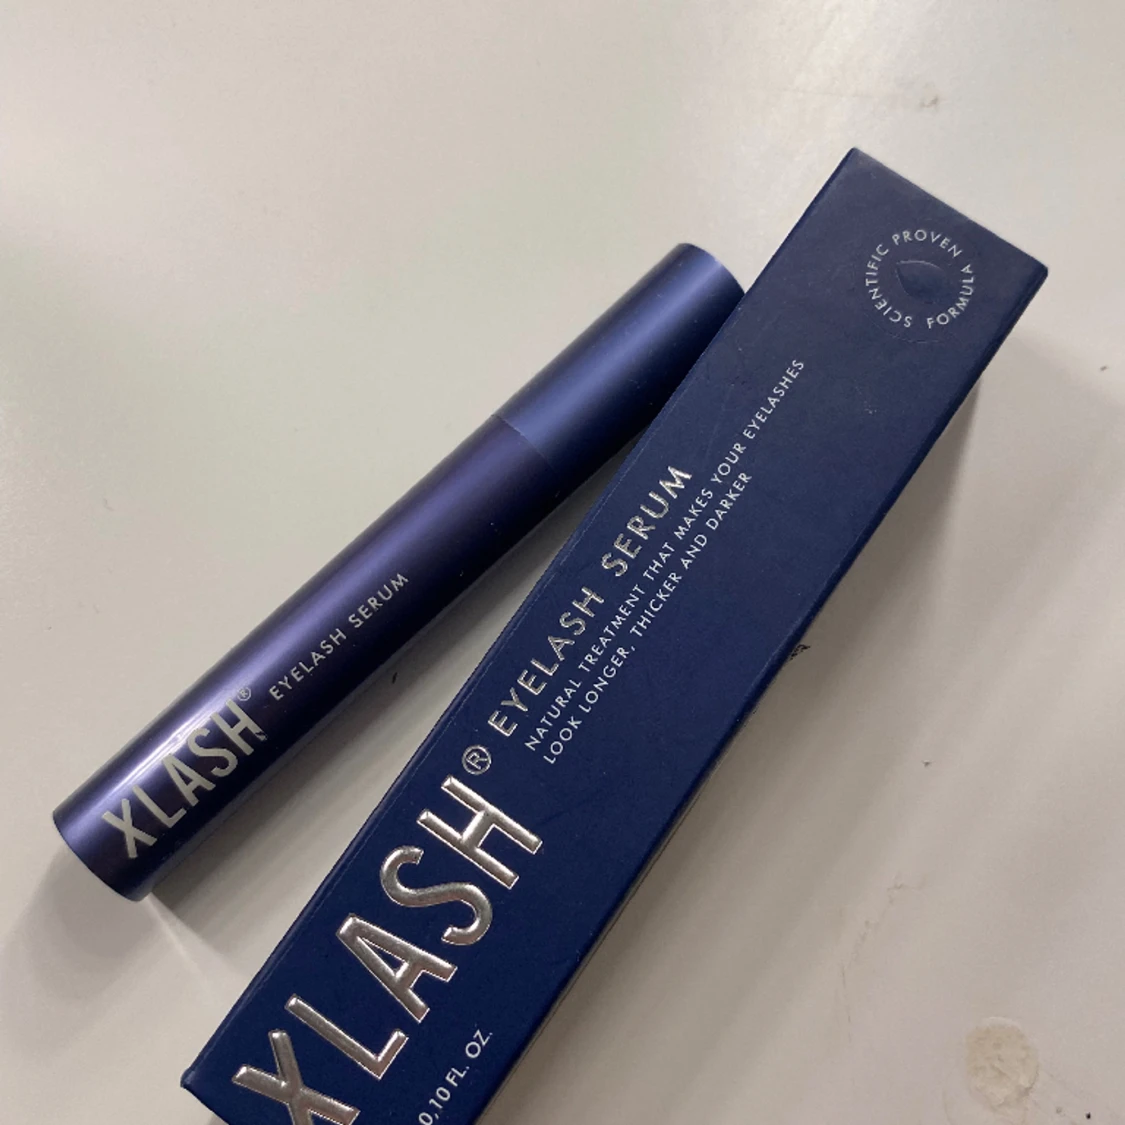 XLASH® EYELASH SERUM
XLASH® EYELASH SERUM
NATURAL TREATMENT THAT MAKES YOUR EYELASHES
LOOK LONGER, THICKER AND DARKER
SCIENTIFIC PROVEN FORMULA
0,10 FL. OZ.